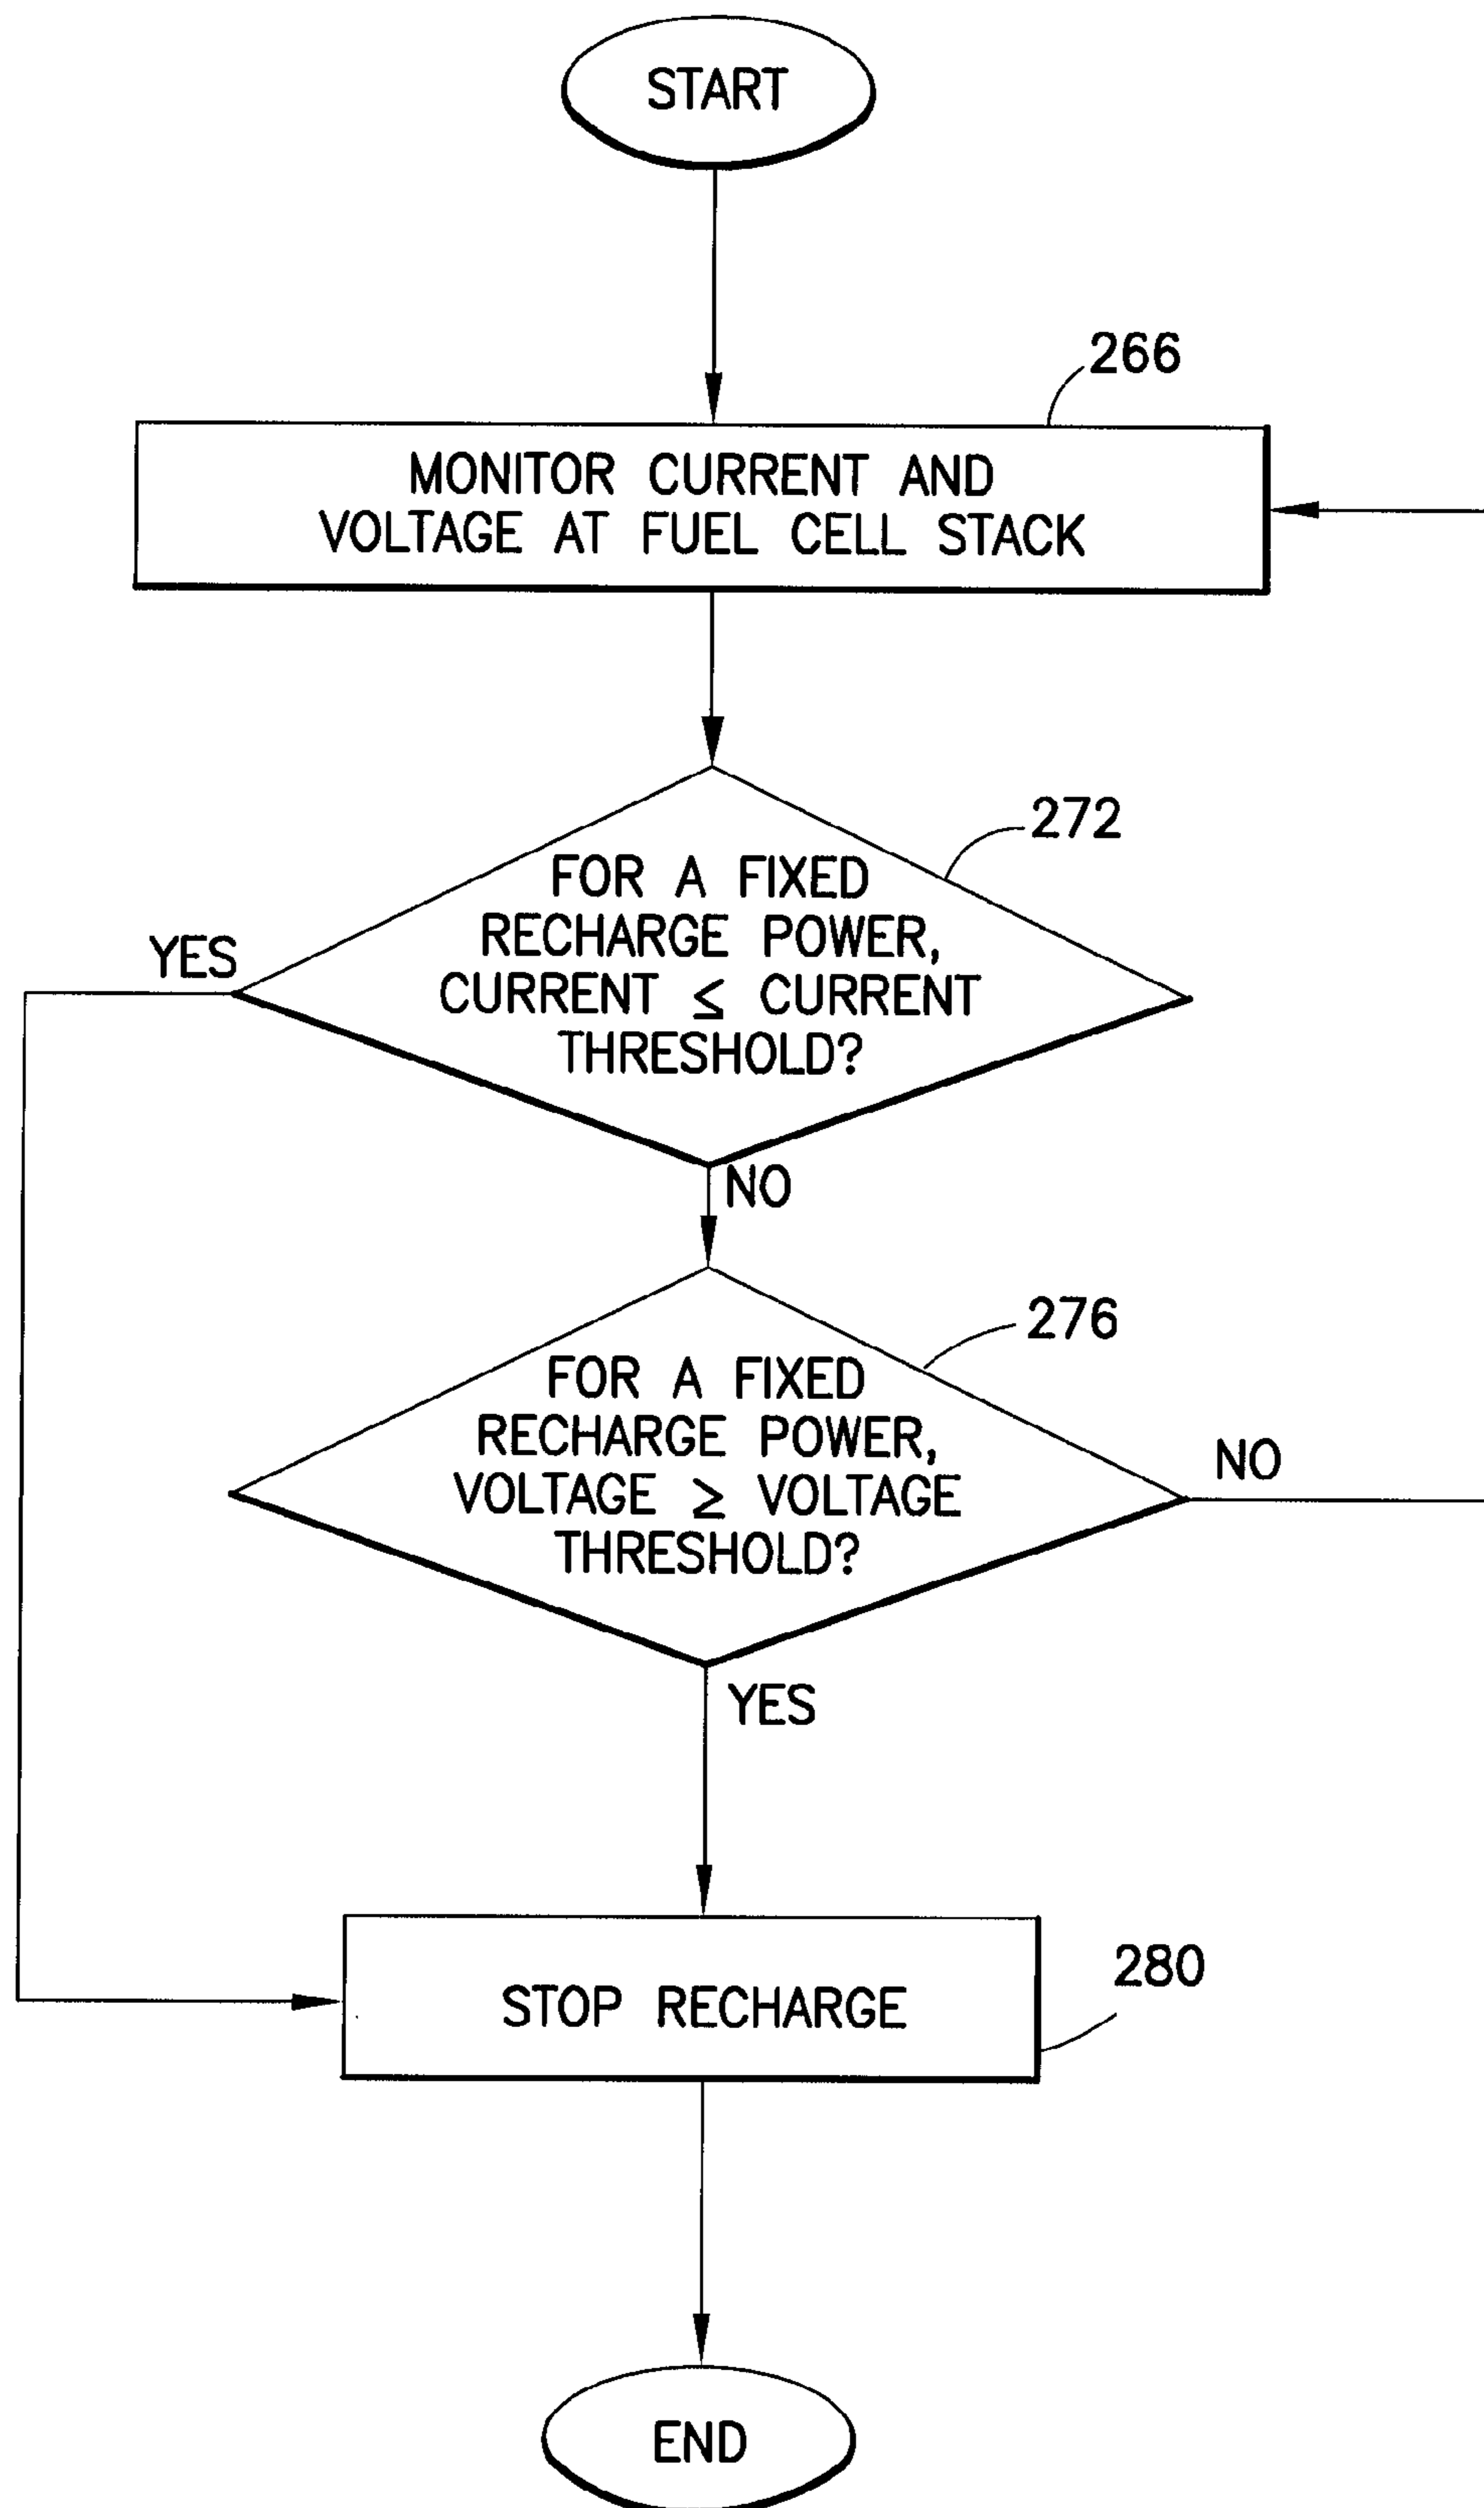 START
266
MONITOR CURRENT AND
VOLTAGE AT FUEL CELL STACK
272
FOR A FIXED
RECHARGE POWER,
CURRENT ≤ CURRENT
THRESHOLD?
YES
NO
276
FOR A FIXED
RECHARGE POWER,
VOLTAGE ≥ VOLTAGE
THRESHOLD?
NO
YES
280
STOP RECHARGE
END